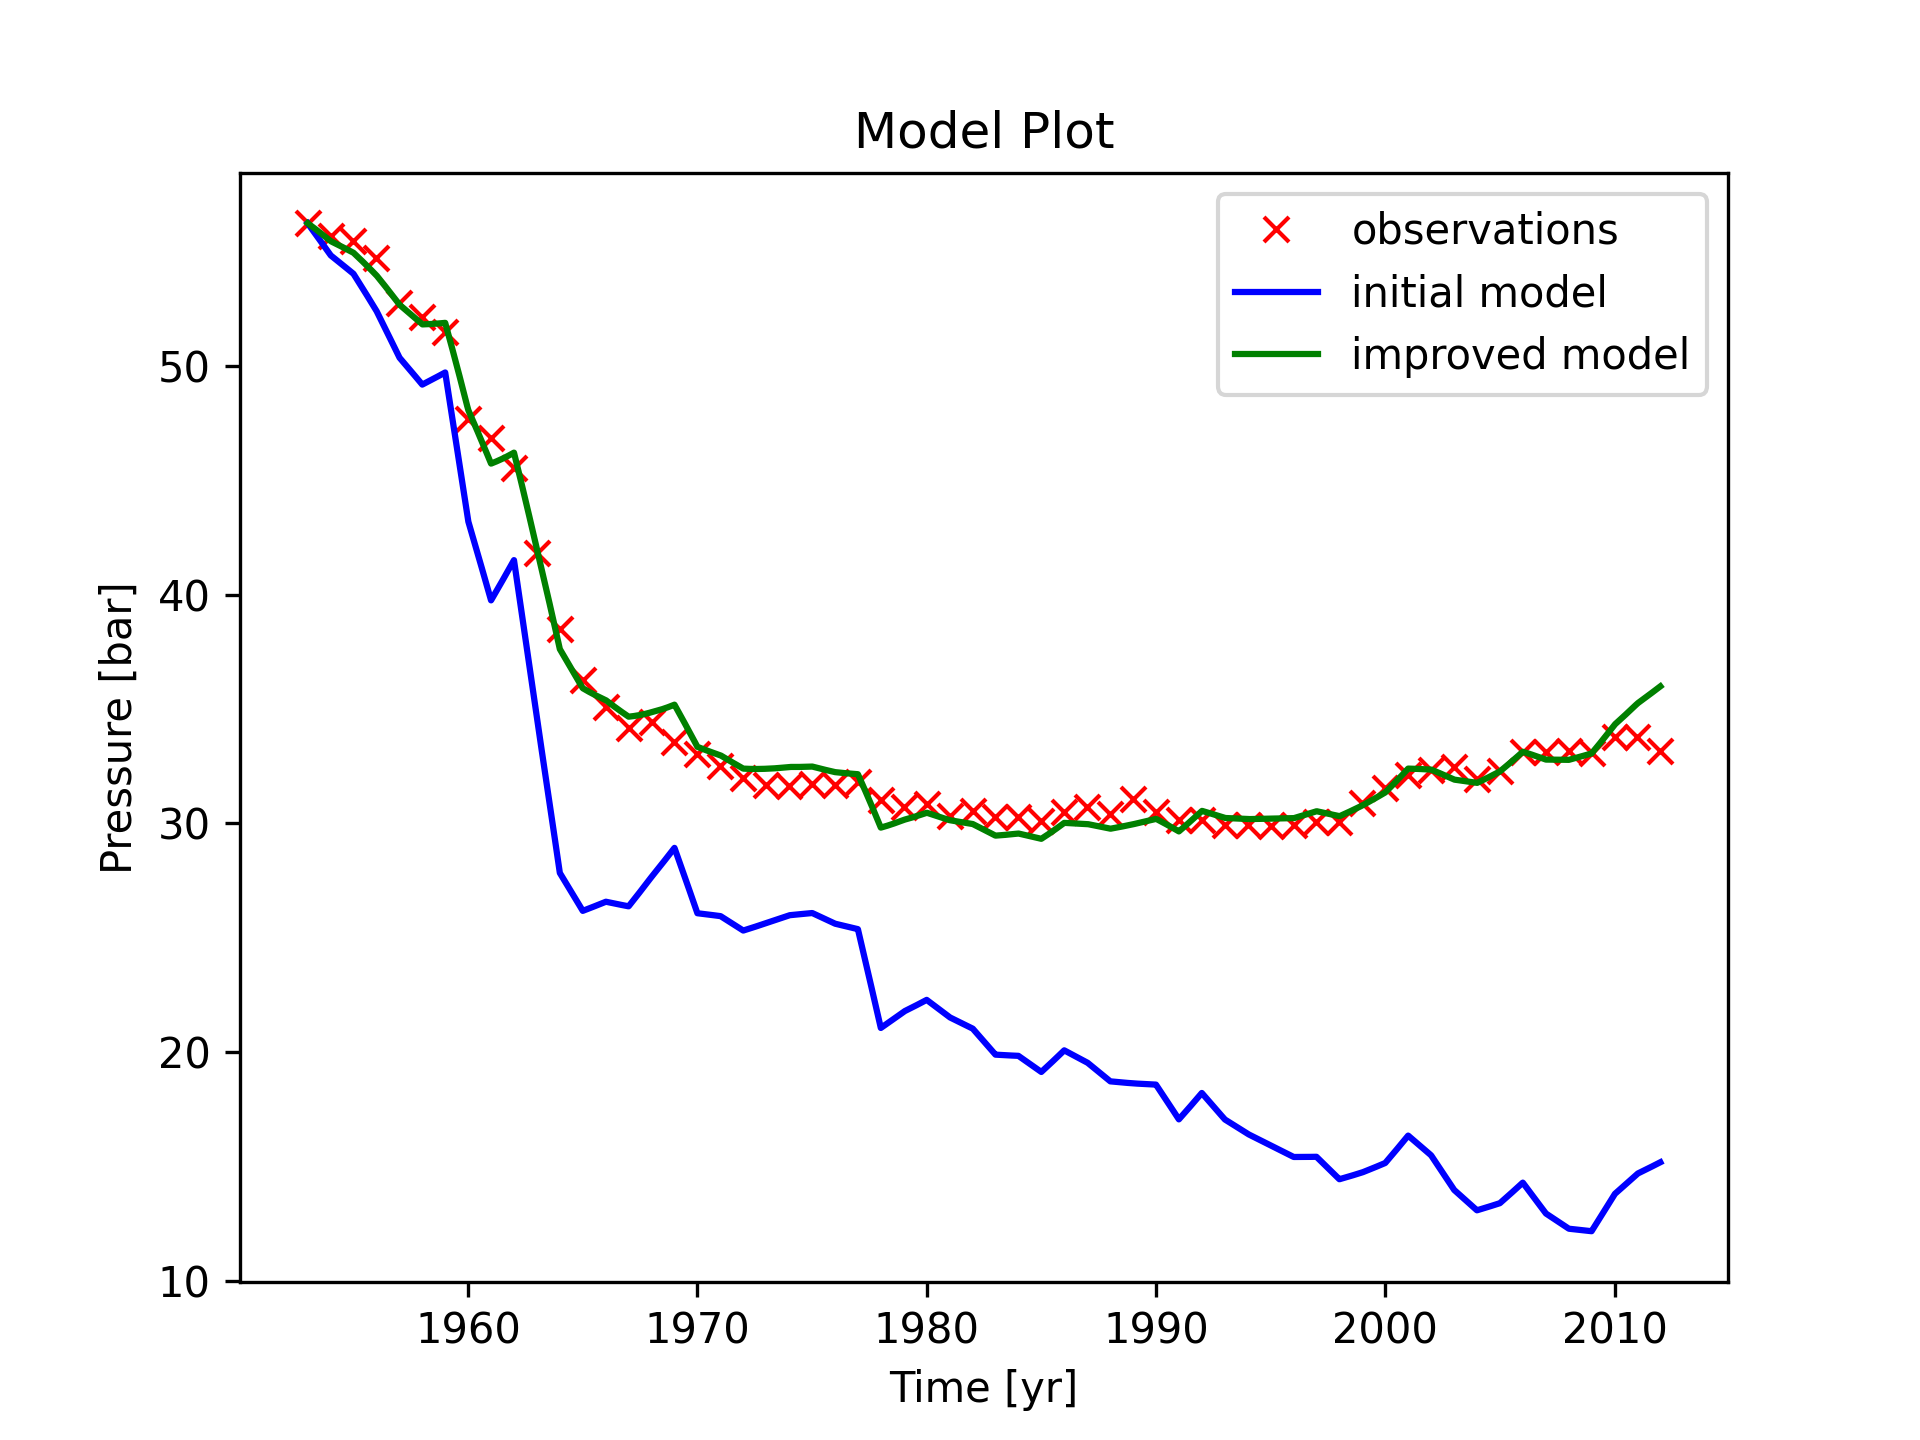 Model Plot
observations
initial model
improved model
Pressure [bar]
50
40
30
20
10
1960 1970 1980 1990 2000 2010
Time [yr]